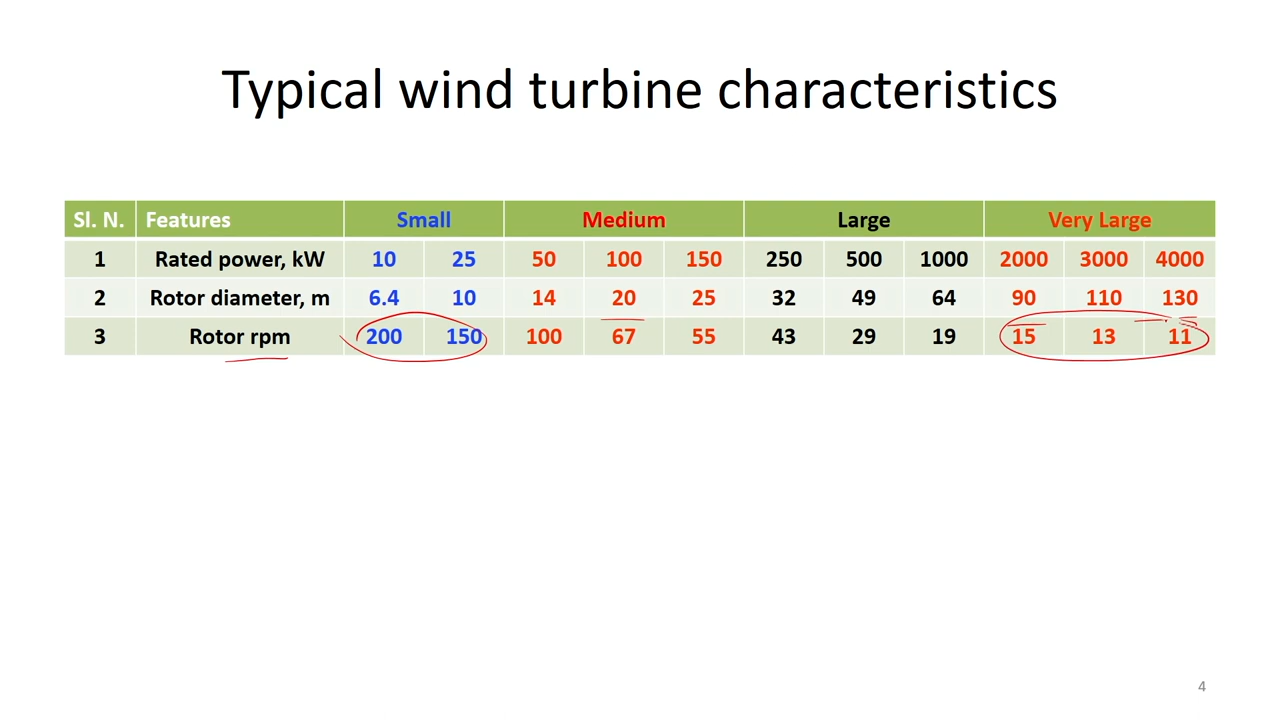 Typical wind turbine characteristics
Sl. N. Features Small Medium Large Very Large
1 Rated power, kW 10 25 50 100 150 250 500 1000 2000 3000 4000
2 Rotor diameter, m 6.4 10 14 20 25 32 49 64 90 110 130
3 Rotor rpm 200 150 100 67 55 43 29 19 15 13 11
4